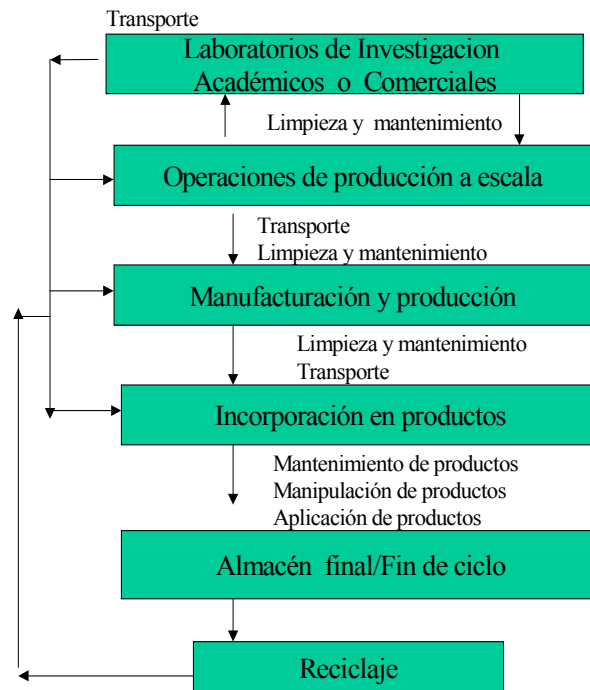 Transporte
Laboratorios de Investigacion
Académicos o Comerciales
Limpieza y mantenimiento
Operaciones de producción a escala
Transporte
Limpieza y mantenimiento
Manufacturación y producción
Limpieza y mantenimiento
Transporte
Incorporación en productos
Mantenimiento de productos
Manipulación de productos
Aplicación de productos
Almacén final/Fin de ciclo
Reciclaje